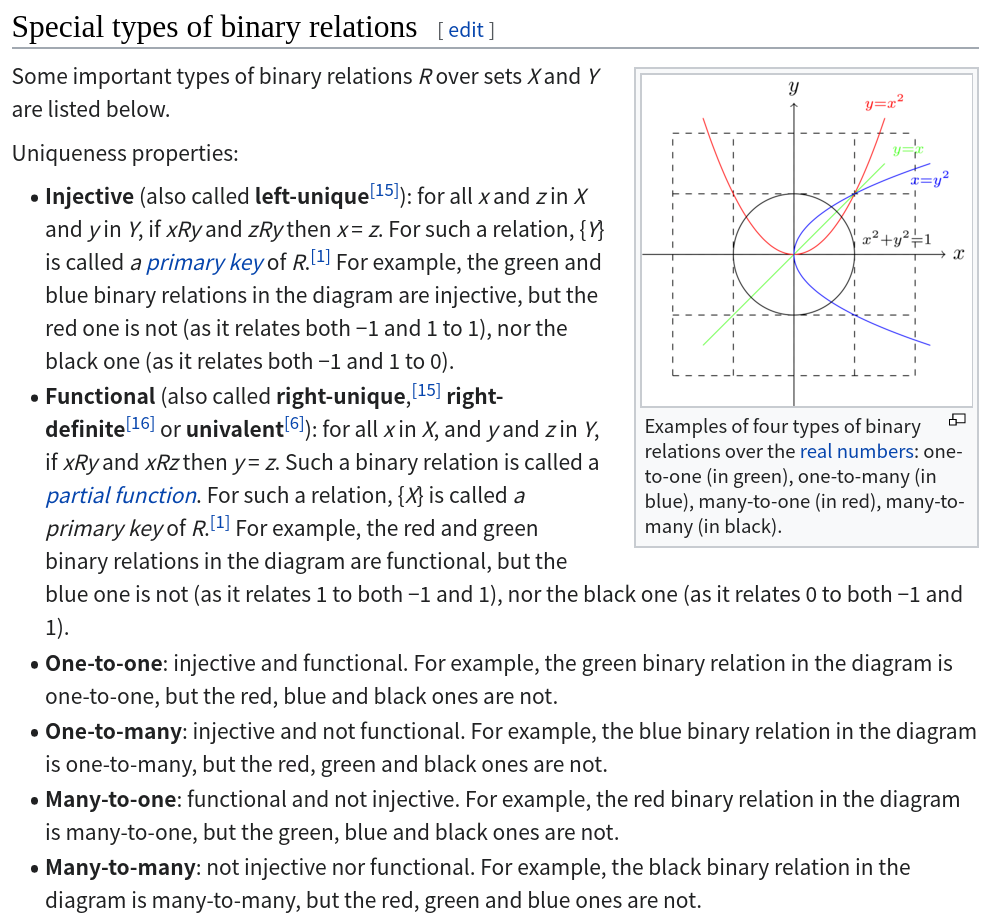 Special types of binary relations [ edit ]
Some important types of binary relations R over sets X and Y
are listed below.
Uniqueness properties:
• Injective (also called left-unique[15]): for all x and z in X
and y in Y, if xRy and zRy then x = z. For such a relation, {Y}
is called a primary key of R.[1] For example, the green and
blue binary relations in the diagram are injective, but the
red one is not (as it relates both −1 and 1 to 1), nor the
black one (as it relates both −1 and 1 to 0).
• Functional (also called right-unique,[15] right-
definite[16] or univalent[6]): for all x in X, and y and z in Y,
if xRy and xRz then y = z. Such a binary relation is called a
partial function. For such a relation, {X} is called a
primary key of R.[1] For example, the red and green
binary relations in the diagram are functional, but the
blue one is not (as it relates 1 to both −1 and 1), nor the black one (as it relates 0 to both −1 and
1).
• One-to-one: injective and functional. For example, the green binary relation in the diagram is
one-to-one, but the red, blue and black ones are not.
• One-to-many: injective and not functional. For example, the blue binary relation in the diagram
is one-to-many, but the red, green and black ones are not.
• Many-to-one: functional and not injective. For example, the red binary relation in the diagram
is many-to-one, but the green, blue and black ones are not.
• Many-to-many: not injective nor functional. For example, the black binary relation in the
diagram is many-to-many, but the red, green and blue ones are not.
y
y=x²
y=x
x=y²
x²+y²=1
x
Examples of four types of binary
relations over the real numbers: one-
to-one (in green), one-to-many (in
blue), many-to-one (in red), many-to-
many (in black).